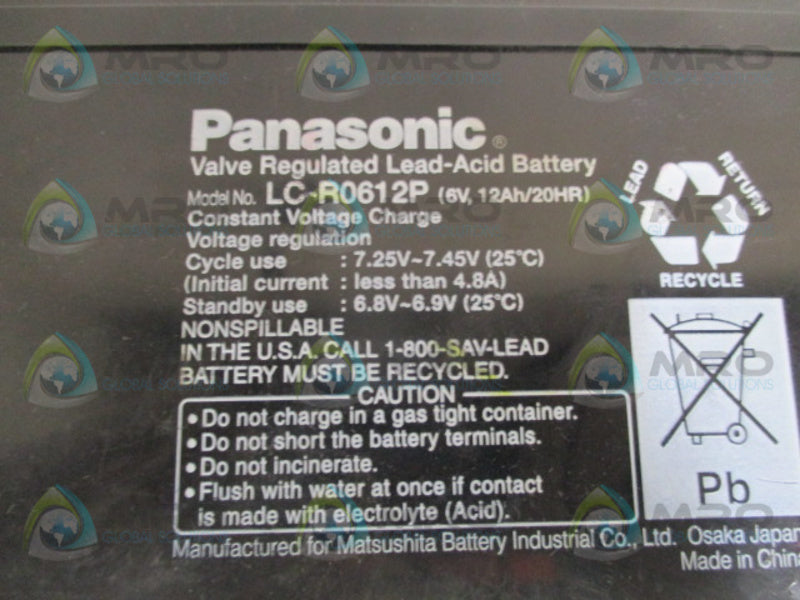 Panasonic®
Valve Regulated Lead-Acid Battery
Model No. LC-R0612P (6V, 12Ah/20HR)
Constant Voltage Charge
Voltage regulation
Cycle use : 7.25V~7.45V (25℃)
(Initial current : less than 4.8A)
Standby use : 6.8V~6.9V (25℃)
NONSPILLABLE
IN THE U.S.A. CALL 1-800-SAV-LEAD
BATTERY MUST BE RECYCLED.
CAUTION
• Do not charge in a gas tight container.
• Do not short the battery terminals.
• Do not incinerate.
• Flush with water at once if contact
is made with electrolyte (Acid).
Manufactured for Matsushita Battery Industrial Co., Ltd. Osaka Japan
Made in China
LEAD
RETURN
RECYCLE
Pb
MRO
GLOBAL SOLUTIONS